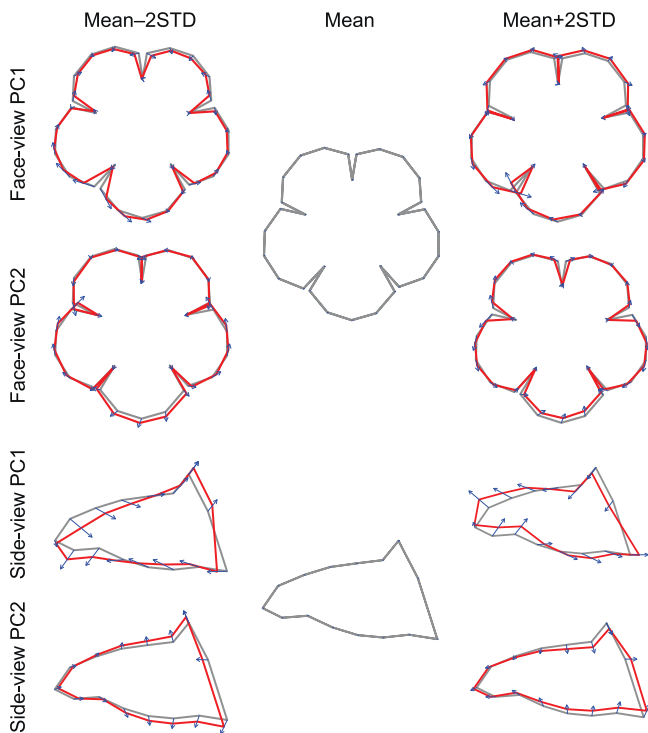 Mean–2STD
Mean
Mean+2STD
Face-view PC1
Face-view PC2
Side-view PC1
Side-view PC2